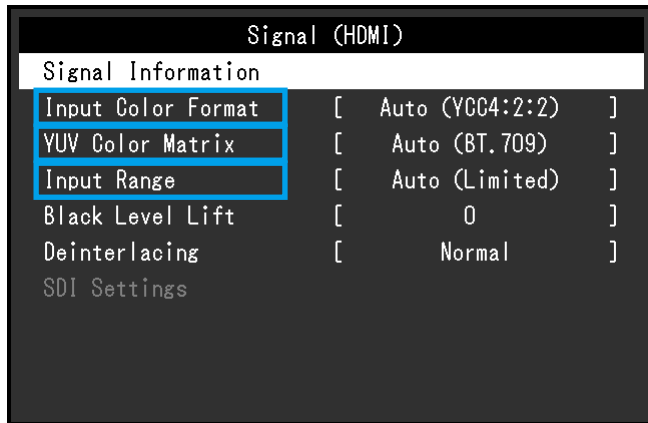 Signal (HDMI)
Signal Information
Input Color Format [ Auto (YCC4:2:2) ]
YUV Color Matrix [ Auto (BT.709) ]
Input Range [ Auto (Limited) ]
Black Level Lift [ 0 ]
Deinterlacing [ Normal ]
SDI Settings